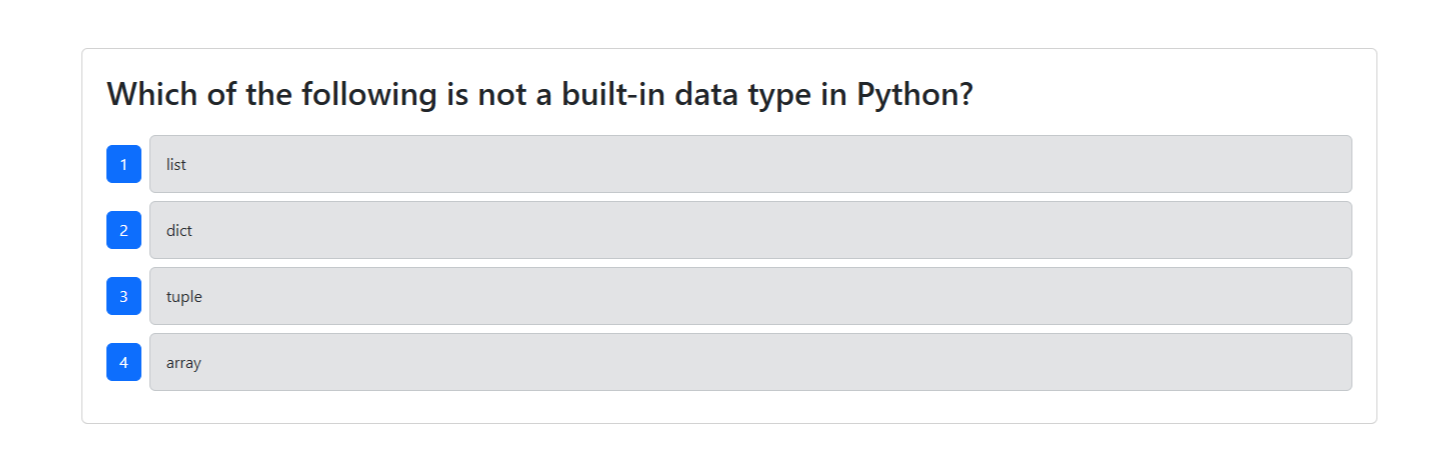 Which of the following is not a built-in data type in Python?
1 list
2 dict
3 tuple
4 array